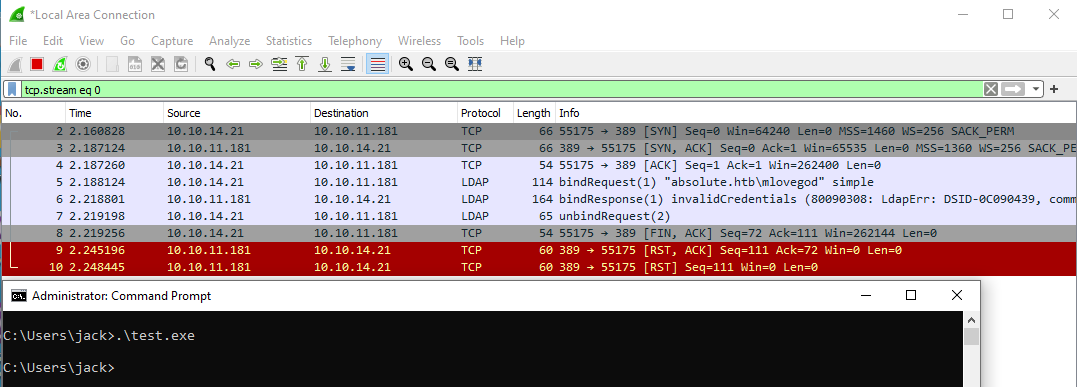 *Local Area Connection
File Edit View Go Capture Analyze Statistics Telephony Wireless Tools Help
tcp.stream eq 0
No. Time Source Destination Protocol Length Info
2 2.160828 10.10.14.21 10.10.11.181 TCP 66 55175 → 389 [SYN] Seq=0 Win=64240 Len=0 MSS=1460 WS=256 SACK_PERM
3 2.187124 10.10.11.181 10.10.14.21 TCP 66 389 → 55175 [SYN, ACK] Seq=0 Ack=1 Win=65535 Len=0 MSS=1360 WS=256 SACK_PE
4 2.187260 10.10.14.21 10.10.11.181 TCP 54 55175 → 389 [ACK] Seq=1 Ack=1 Win=262400 Len=0
5 2.188124 10.10.14.21 10.10.11.181 LDAP 114 bindRequest(1) "absolute.htb\mlovegod" simple
6 2.218801 10.10.11.181 10.10.14.21 LDAP 164 bindResponse(1) invalidCredentials (80090308: LdapErr: DSID-0C090439, comm
7 2.219198 10.10.14.21 10.10.11.181 LDAP 65 unbindRequest(2)
8 2.219256 10.10.14.21 10.10.11.181 TCP 54 55175 → 389 [FIN, ACK] Seq=72 Ack=111 Win=262144 Len=0
9 2.245196 10.10.11.181 10.10.14.21 TCP 60 389 → 55175 [RST, ACK] Seq=111 Ack=72 Win=0 Len=0
10 2.248445 10.10.11.181 10.10.14.21 TCP 60 389 → 55175 [RST] Seq=111 Win=0 Len=0
Administrator: Command Prompt
C:\Users\jack>.\test.exe
C:\Users\jack>